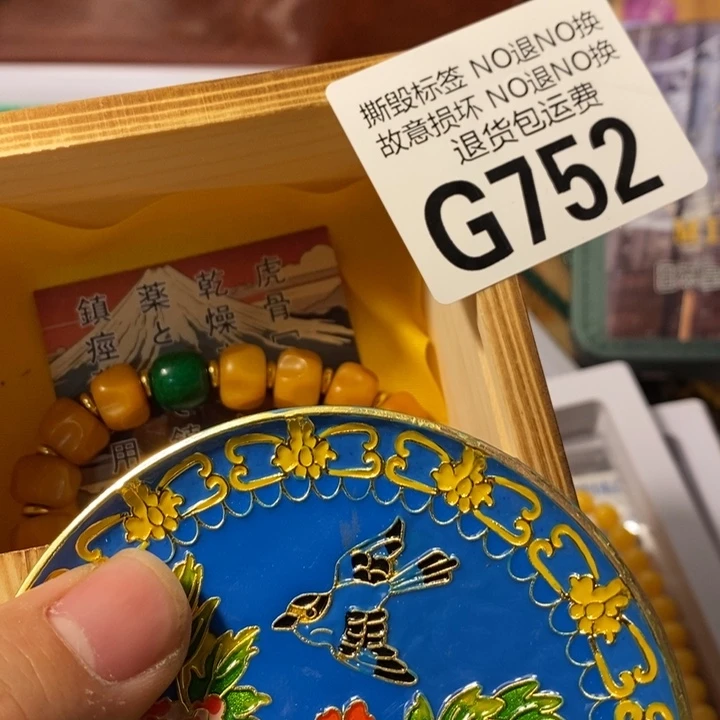 撕毁标签 NO退NO换
故意损坏 NO退NO换
退货包运费
G752
虎骨「
乾燥
薬と
鎮痙
用